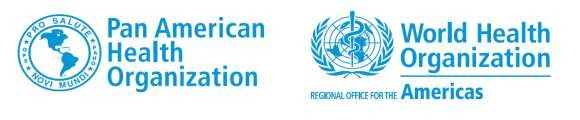 PRO SALUTE
NOVI MUNDI
Pan American
Health
Organization
World Health
Organization
REGIONAL OFFICE FOR THE Americas